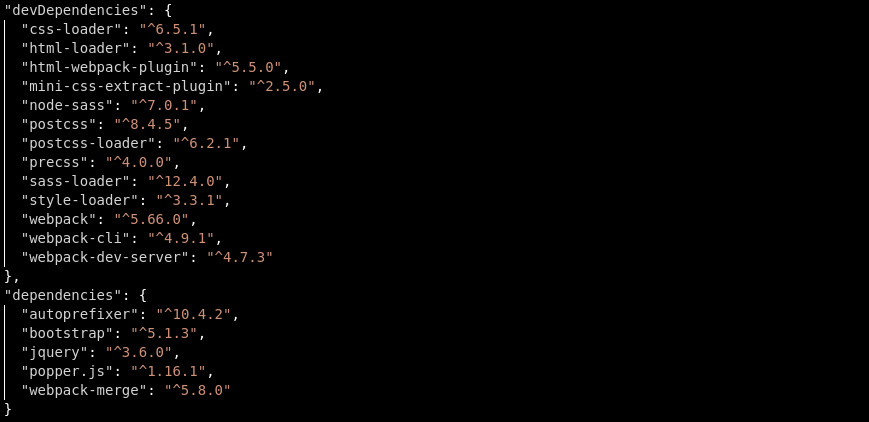 "devDependencies": {
"css-loader": "^6.5.1",
"html-loader": "^3.1.0",
"html-webpack-plugin": "^5.5.0",
"mini-css-extract-plugin": "^2.5.0",
"node-sass": "^7.0.1",
"postcss": "^8.4.5",
"postcss-loader": "^6.2.1",
"precss": "^4.0.0",
"sass-loader": "^12.4.0",
"style-loader": "^3.3.1",
"webpack": "^5.66.0",
"webpack-cli": "^4.9.1",
"webpack-dev-server": "^4.7.3"
},
"dependencies": {
"autoprefixer": "^10.4.2",
"bootstrap": "^5.1.3",
"jquery": "^3.6.0",
"popper.js": "^1.16.1",
"webpack-merge": "^5.8.0"
}